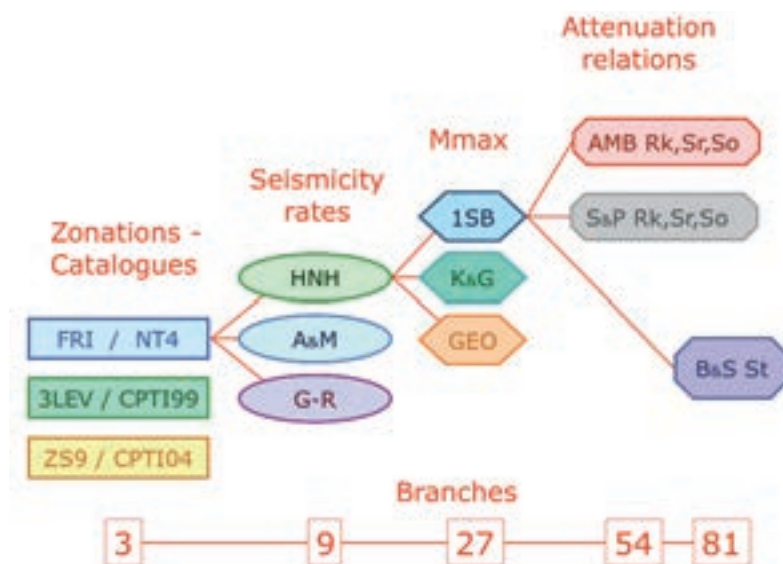 Attenuation
relations
Mmax
Seismicity
rates
Zonations -
Catalogues
AMB Rk,Sr,So
1SB
S&P Rk,Sr,So
HNH
K&G
FRI / NT4
A&M
GEO
B&S St
3LEV / CPTI99
G-R
ZS9 / CPTI04
Branches
3 9 27 54 81